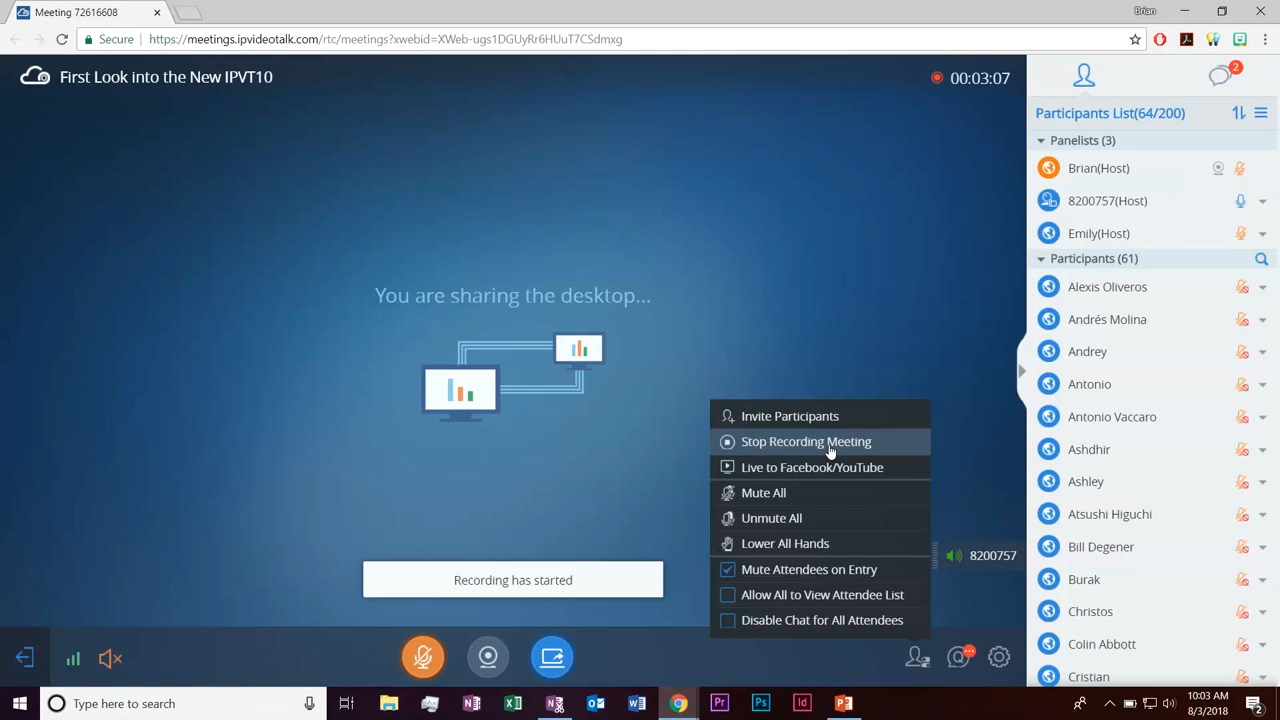 Meeting 72616608
Brian
Secure
https://meetings.ipvideotalk.com/rtc/meetings?xwebid=XWeb-ugs1DGUyRr6HUuT7CSdmxg
First Look into the New IPVT10
00:03:07
2
Participants List(64/200)
Panelists (3)
Brian(Host)
8200757(Host)
Emily(Host)
Participants (61)
Alexis Oliveros
Andrés Molina
Andrey
Antonio
Antonio Vaccaro
Ashdhir
Ashley
Atsushi Higuchi
Bill Degener
Burak
Christos
Colin Abbott
Cristian
You are sharing the desktop...
Invite Participants
Stop Recording Meeting
Live to Facebook/YouTube
Mute All
Unmute All
Lower All Hands
Mute Attendees on Entry
Allow All to View Attendee List
Disable Chat for All Attendees
8200757
Recording has started
Type here to search
Pr
Ps
Id
10:03 AM
8/3/2018
2